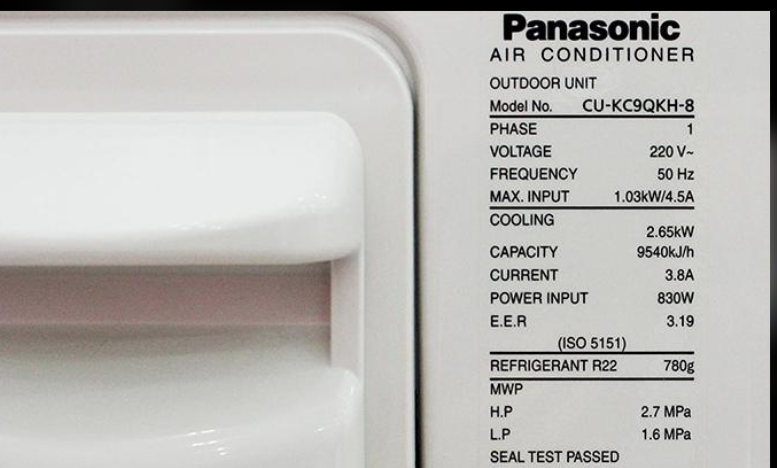 Panasonic
AIR CONDITIONER
OUTDOOR UNIT
Model No. CU-KC9QKH-8
PHASE 1
VOLTAGE 220 V~
FREQUENCY 50 Hz
MAX. INPUT 1.03kW/4.5A
COOLING
2.65kW
CAPACITY 9540kJ/h
CURRENT 3.8A
POWER INPUT 830W
E.E.R 3.19
(ISO 5151)
REFRIGERANT R22 780g
MWP
H.P 2.7 MPa
L.P 1.6 MPa
SEAL TEST PASSED